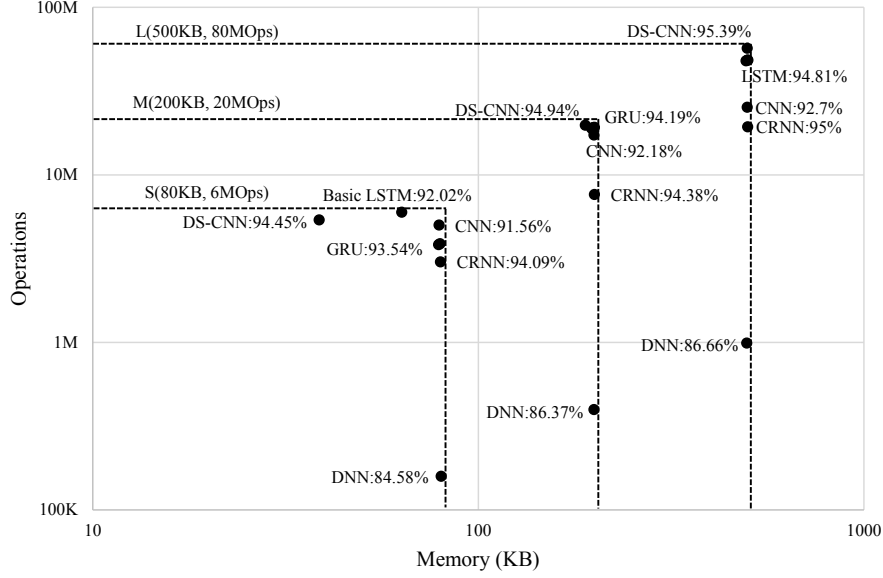 100M
L(500KB, 80MOps)
DS-CNN:95.39%
LSTM:94.81%
M(200KB, 20MOps)
DS-CNN:94.94%
GRU:94.19%
CNN:92.7%
CRNN:95%
CNN:92.18%
10M
S(80KB, 6MOps)
Basic LSTM:92.02%
CRNN:94.38%
DS-CNN:94.45%
CNN:91.56%
GRU:93.54%
CRNN:94.09%
Operations
1M
DNN:86.66%
DNN:86.37%
DNN:84.58%
100K
10
100
1000
Memory (KB)